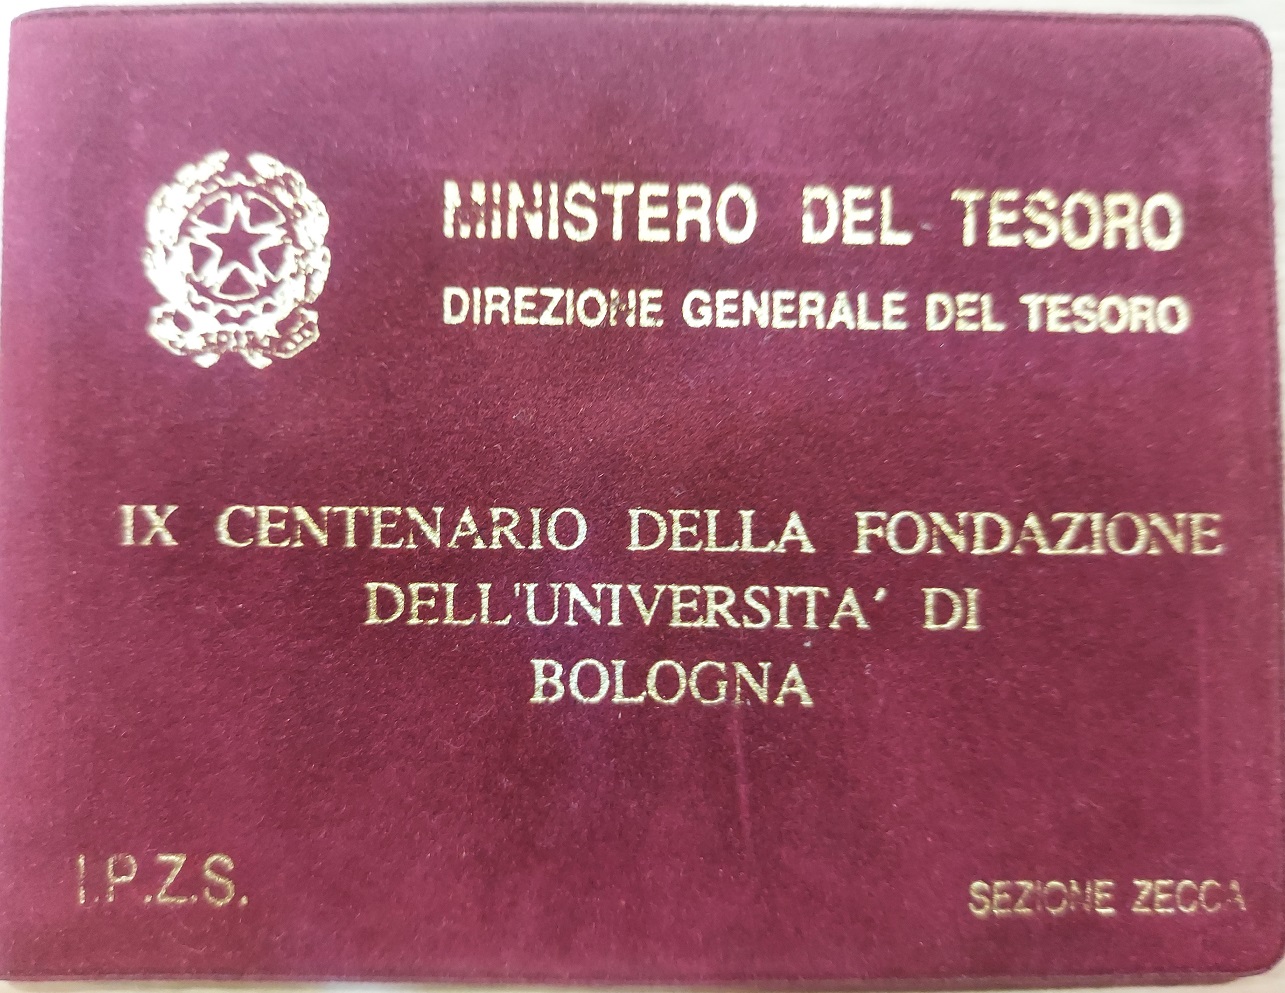 MINISTERO DEL TESORO
DIREZIONE GENERALE DEL TESORO
IX CENTENARIO DELLA FONDAZIONE
DELL'UNIVERSITA´ DI
BOLOGNA
I.P.Z.S.
SEZIONE ZECCA